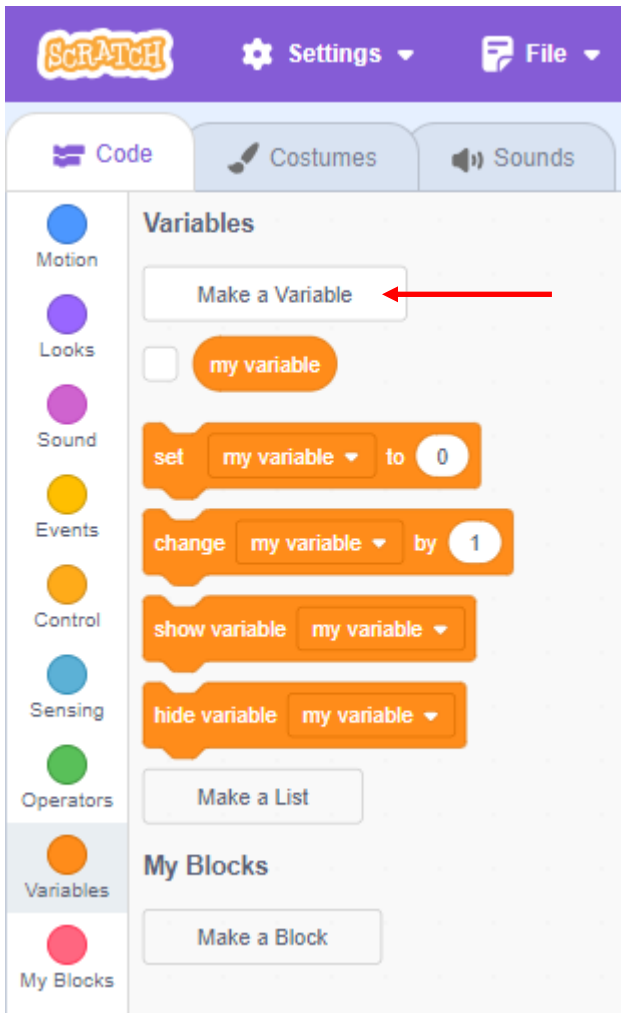 SCRATCH Settings File
Code Costumes Sounds
Motion
Looks
Sound
Events
Control
Sensing
Operators
Variables
My Blocks
Variables
Make a Variable
my variable
set my variable to 0
change my variable by 1
show variable my variable
hide variable my variable
Make a List
My Blocks
Make a Block